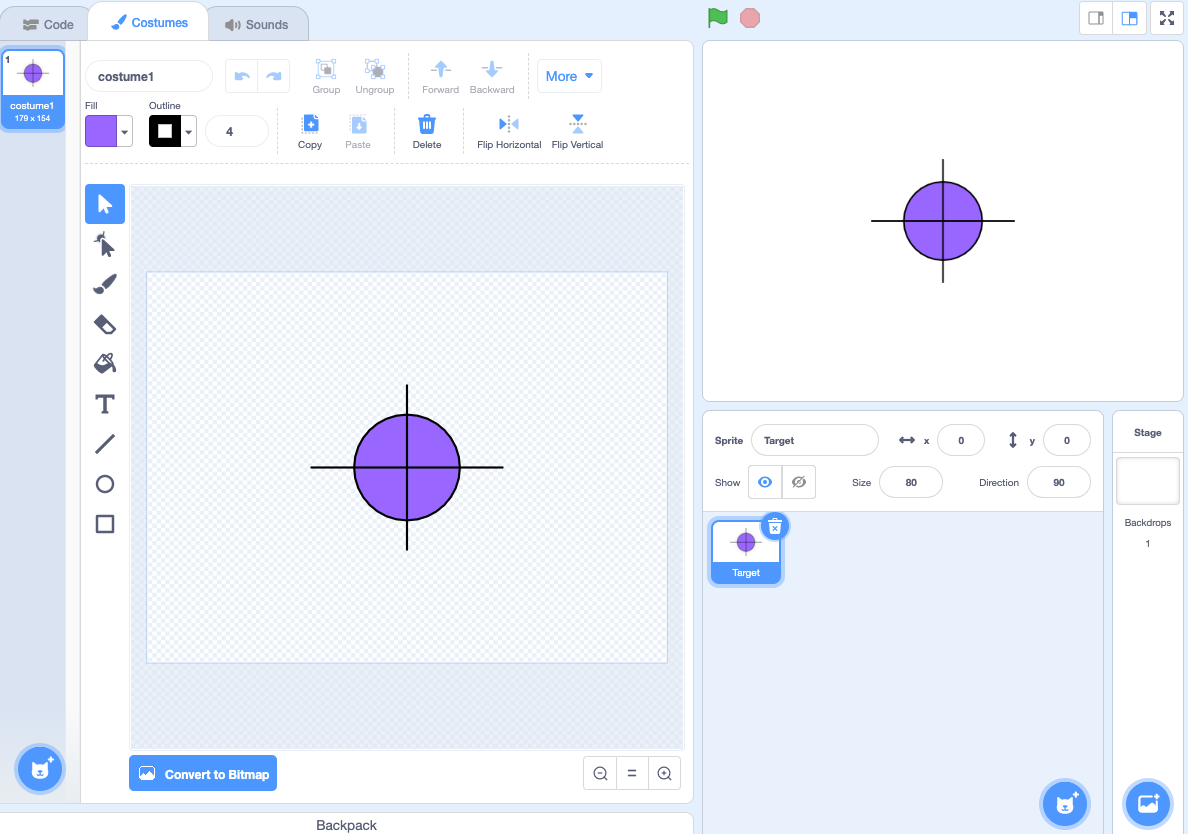 Code
Costumes
Sounds
1
costume1
179 x 154
costume1
Group
Ungroup
Forward
Backward
More
Fill
Outline
4
Copy
Paste
Delete
Flip Horizontal
Flip Vertical
T
Convert to Bitmap
=
Backpack
Sprite
Target
x
0
y
0
Show
Size
80
Direction
90
Target
Stage
Backdrops
1